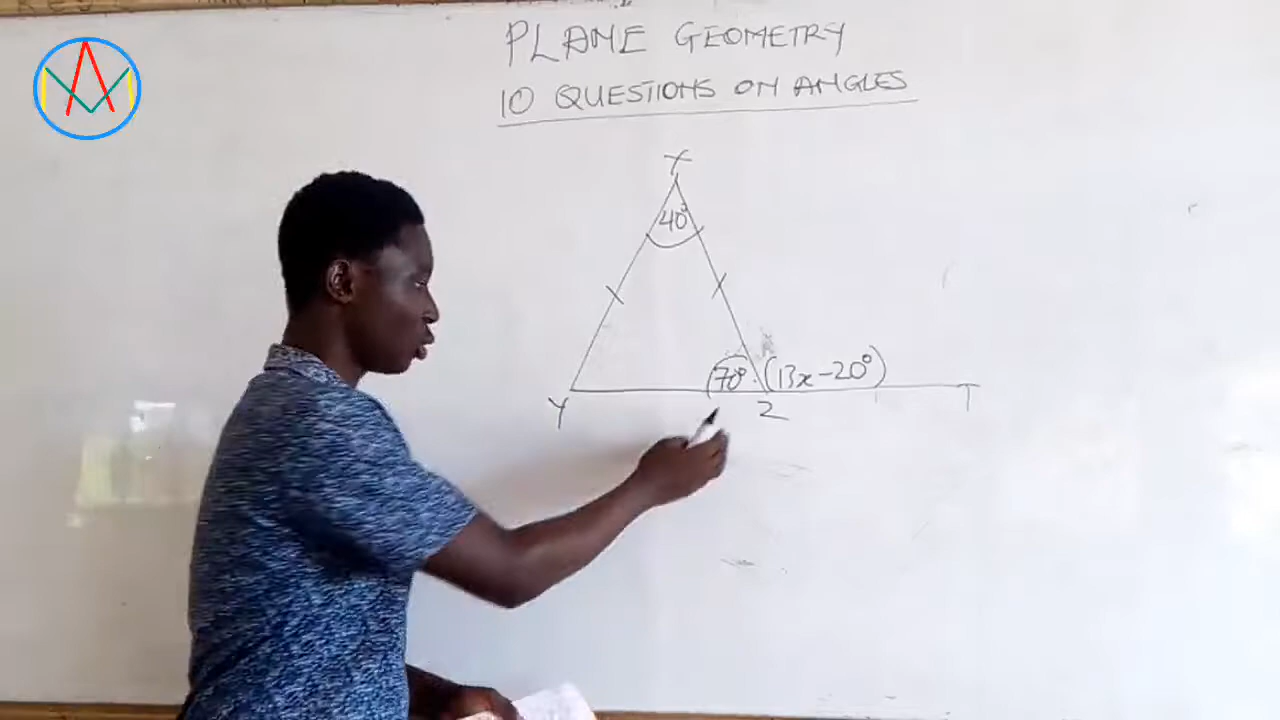 PLANE GEOMETRY
10 QUESTIONS ON ANGLES
X
40°
70° (13x-20°)
Y Z T